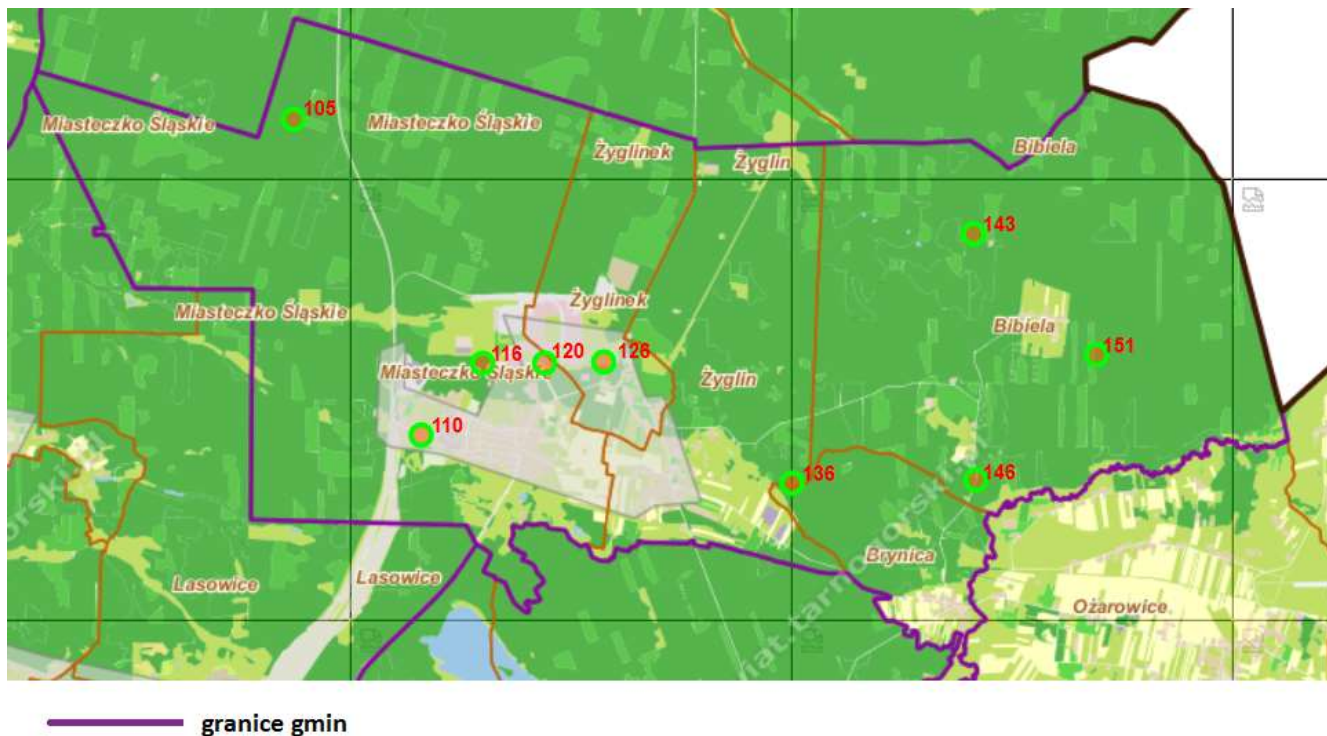 105
Miasteczko Śląskie
Miasteczko Śląskie
Żyglinek
Żyglin
Bibiela
143
Miasteczko Śląskie
Żyglinek
Bibiela
116
120
126
151
Miasteczko Śląskie
Żyglin
110
136
146
Brynica
Lasowice
Lasowice
Ożarowice
granice gmin